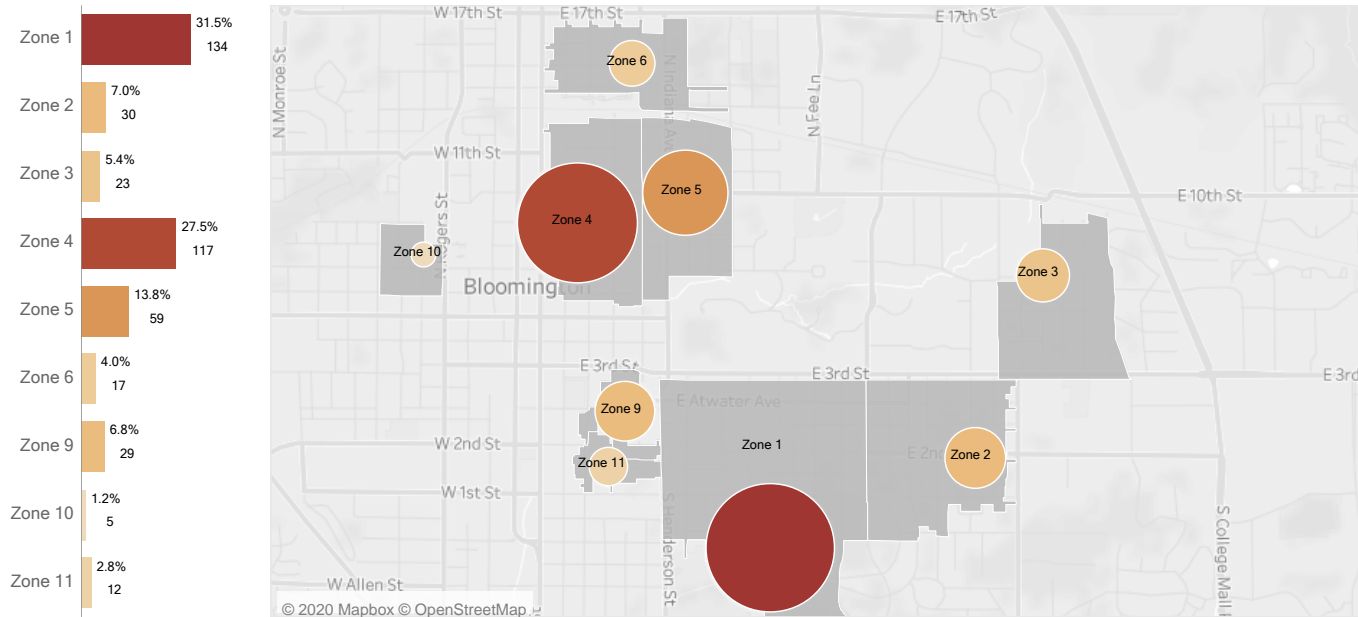 Zone 1
31.5%
134
Zone 2
7.0%
30
Zone 3
5.4%
23
Zone 4
27.5%
117
Zone 5
13.8%
59
Zone 6
4.0%
17
Zone 9
6.8%
29
Zone 10
1.2%
5
Zone 11
2.8%
12
W 17th St
E 17th St
E 17th St
N Monroe St
Zone 6
N Indiana Ave
N Fee Ln
W 11th St
Zone 5
E 10th St
Zone 4
N Rogers St
Zone 10
Zone 3
Bloomington
E 3rd St
E 3rd St
E 3rd
Zone 9
E Atwater Ave
W 2nd St
Zone 1
Zone 2
Zone 11
W 1st St
S Henderson St
S College Mall
W Allen St
© 2020 Mapbox © OpenStreetMap